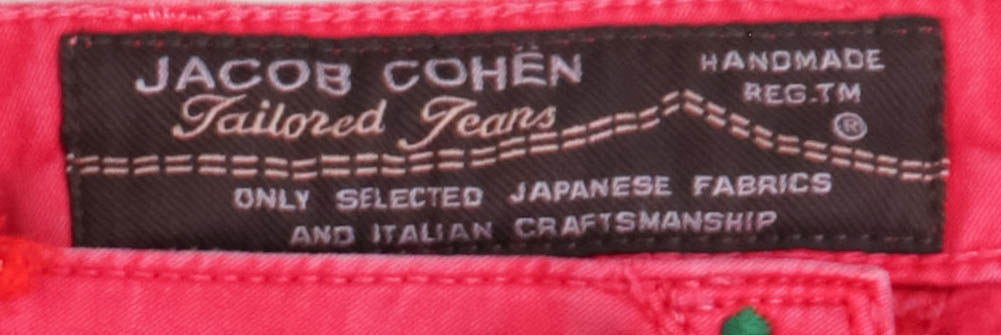 JACOB COHËN
Tailored Jeans
HANDMADE
REG.TM
®
ONLY SELECTED JAPANESE FABRICS
AND ITALIAN CRAFTSMANSHIP